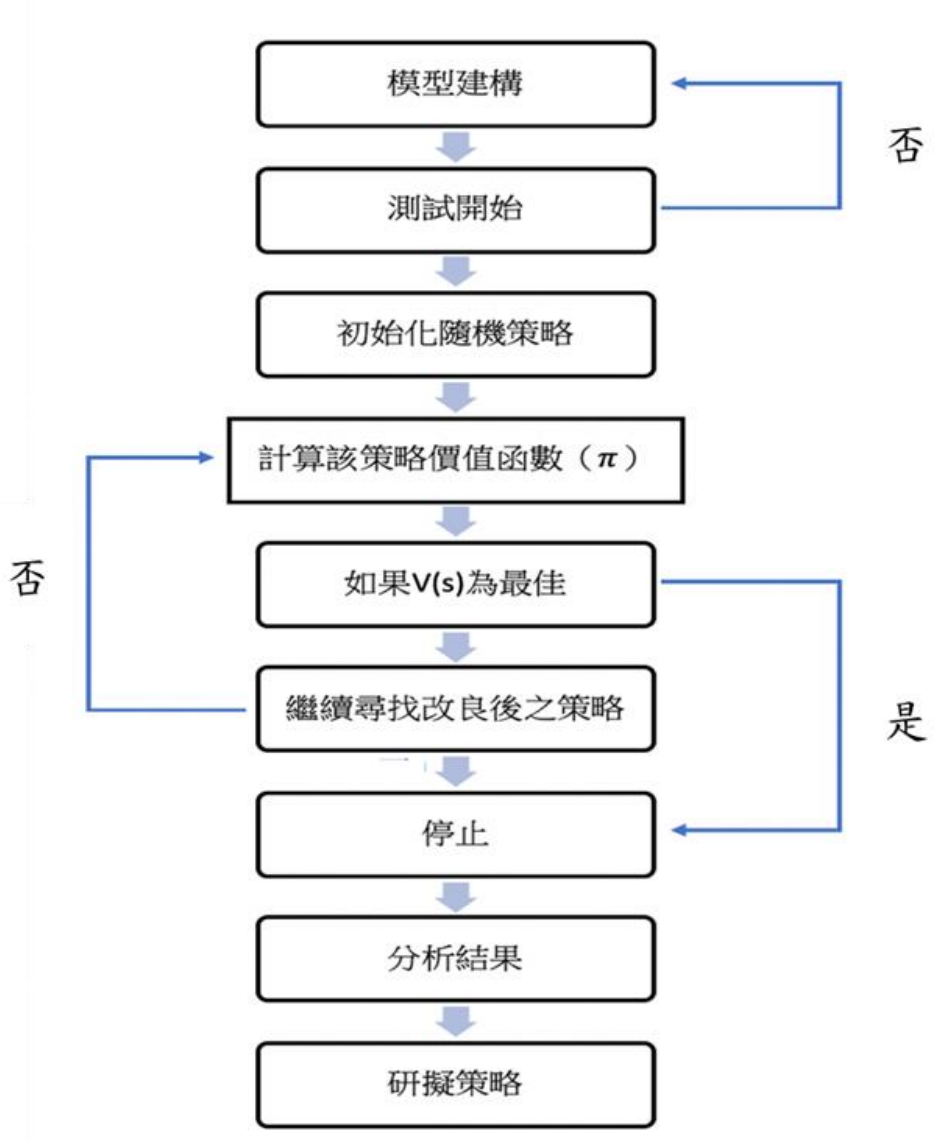 模型建構
否
測試開始
初始化隨機策略
計算該策略價值函數（π）
如果V(s)為最佳
否
繼續尋找改良後之策略
是
停止
分析結果
研擬策略